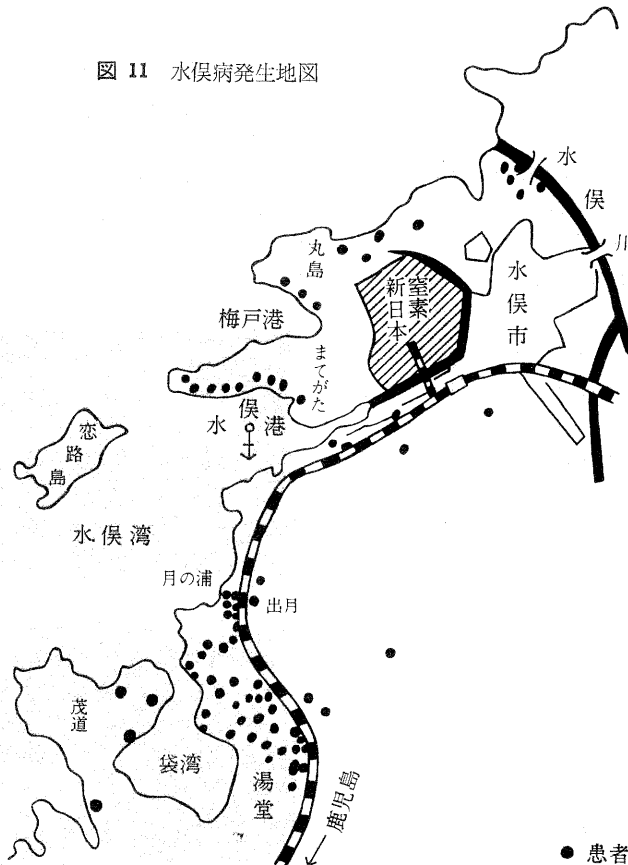 図 11 水俣病発生地図
水俣川
丸島
新日本窒素
水俣市
梅戸港
まてがた
水俣港
恋路島
水俣湾
月の浦
出月
茂道
袋湾
湯堂
鹿児島
● 患者